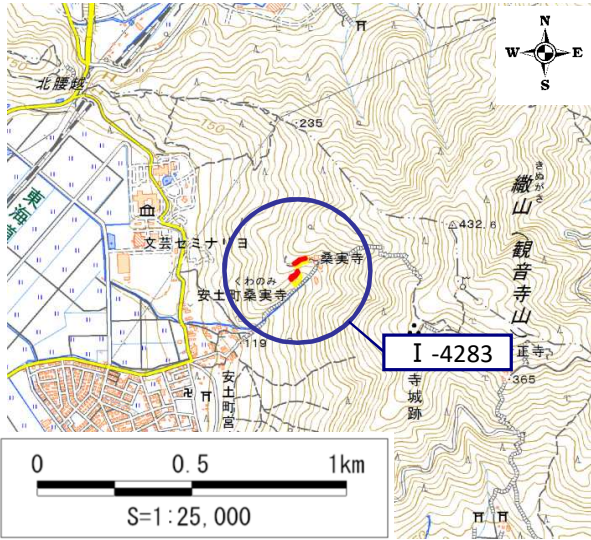 N
W E
S
北腰越
150
235
きぬがさ
繖山(観音寺山)
432.6
東海道
文芸セミナリヨ
桑実寺
くわのみ
安土町桑実寺
119
Ⅰ-4283
正寺
寺城跡
365
安土町宮
0 0.5 1km
S=1:25,000